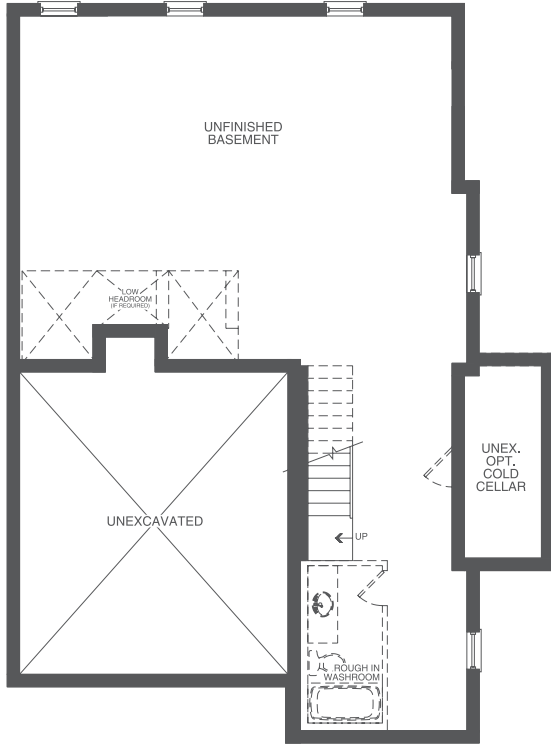 UNFINISHED
BASEMENT
LOW
HEADROOM
(IF REQUIRED)
UNEX.
OPT.
COLD
CELLAR
UNEXCAVATED
UP
ROUGH IN
WASHROOM